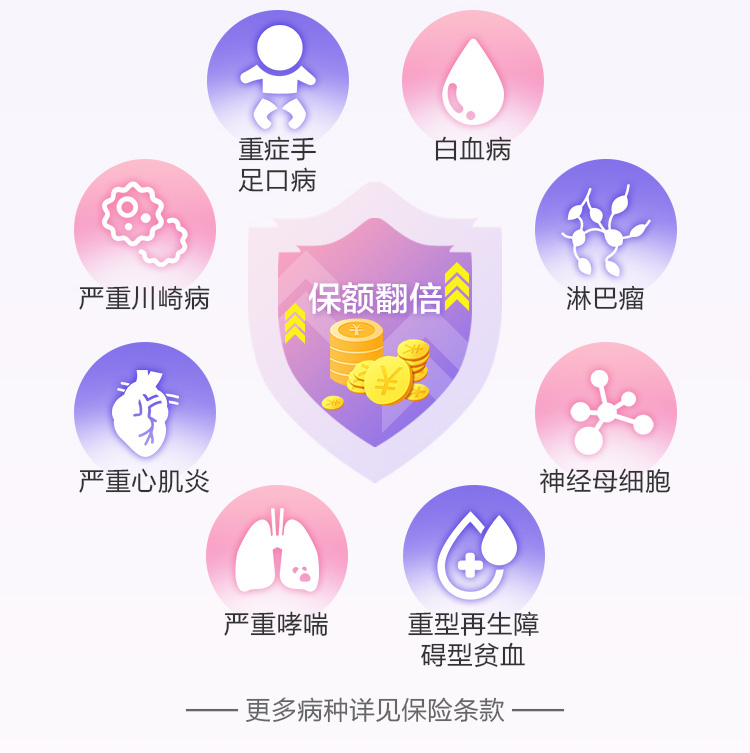 重症手
足口病
白血病
严重川崎病
保额翻倍
淋巴瘤
严重心肌炎
神经母细胞
严重哮喘
重型再生障
碍型贫血
更多病种详见保险条款